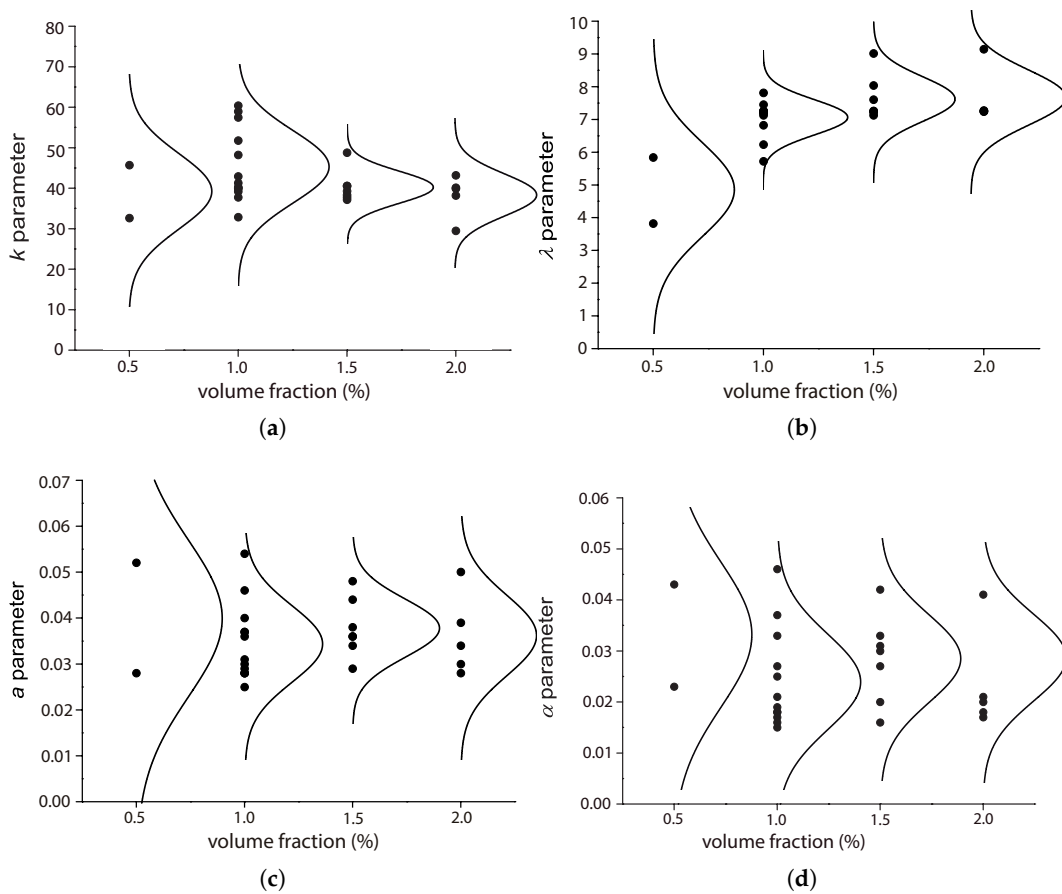 80
70
60
50
40
30
20
10
0
k parameter
0.5 1.0 1.5 2.0
volume fraction (%)
(a)
10
9
8
7
6
5
4
3
2
1
0
λ parameter
0.5 1.0 1.5 2.0
volume fraction (%)
(b)
0.07
0.06
0.05
0.04
0.03
0.02
0.01
0.00
a parameter
0.5 1.0 1.5 2.0
volume fraction (%)
(c)
0.06
0.05
0.04
0.03
0.02
0.01
0.00
α parameter
0.5 1.0 1.5 2.0
volume fraction (%)
(d)